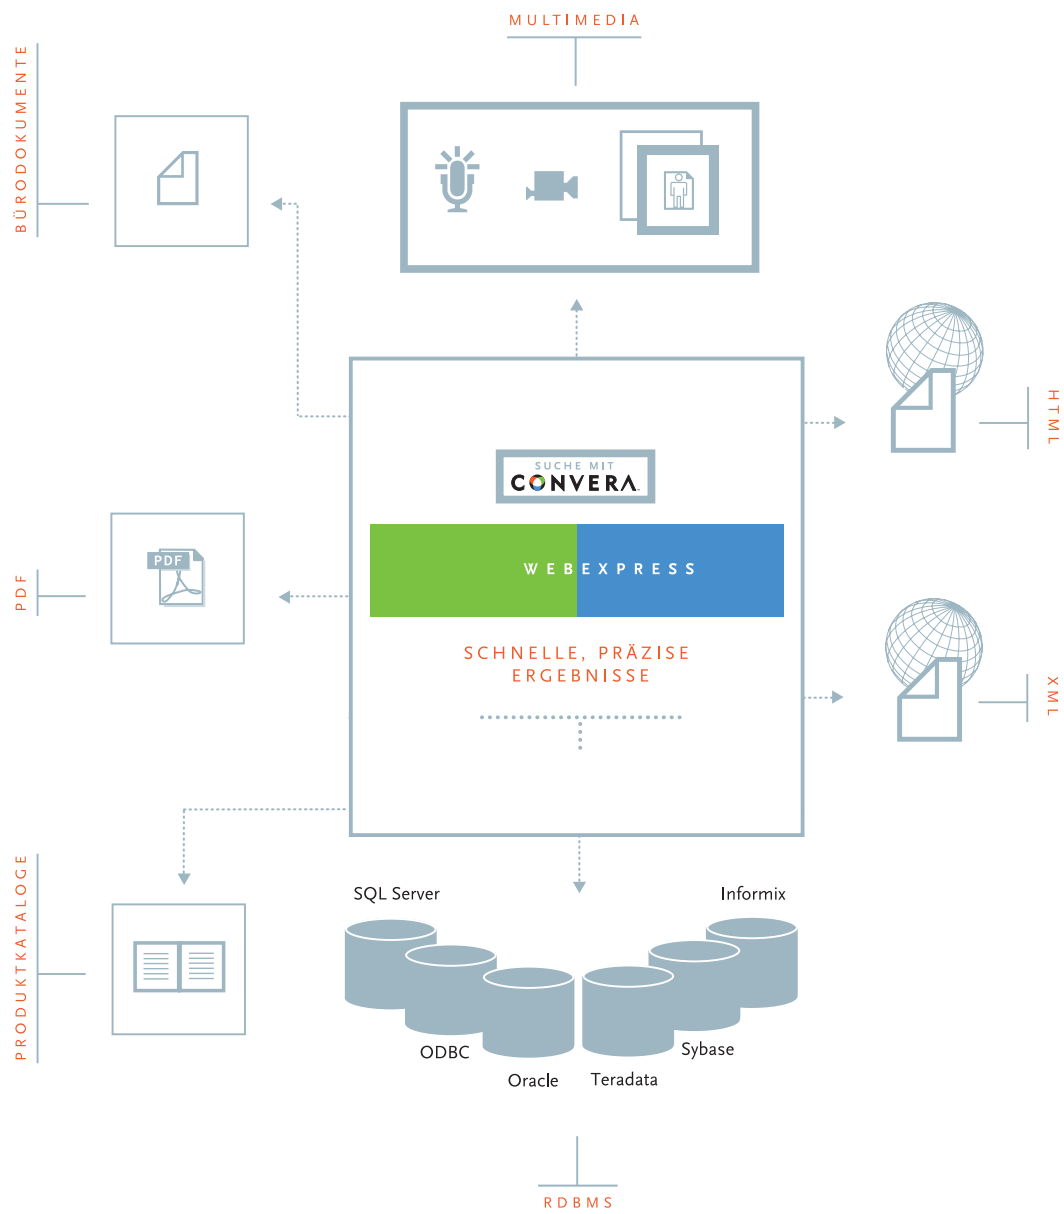 MULTIMEDIA
BÜRODOKUMENTE
HTML
SUCHE MIT
CONVERA™
WEBEXPRESS
PDF
PDF
SCHNELLE, PRÄZISE
ERGEBNISSE
XML
PRODUKTKATALOGE
SQL Server
Informix
ODBC
Sybase
Oracle
Teradata
RDBMS